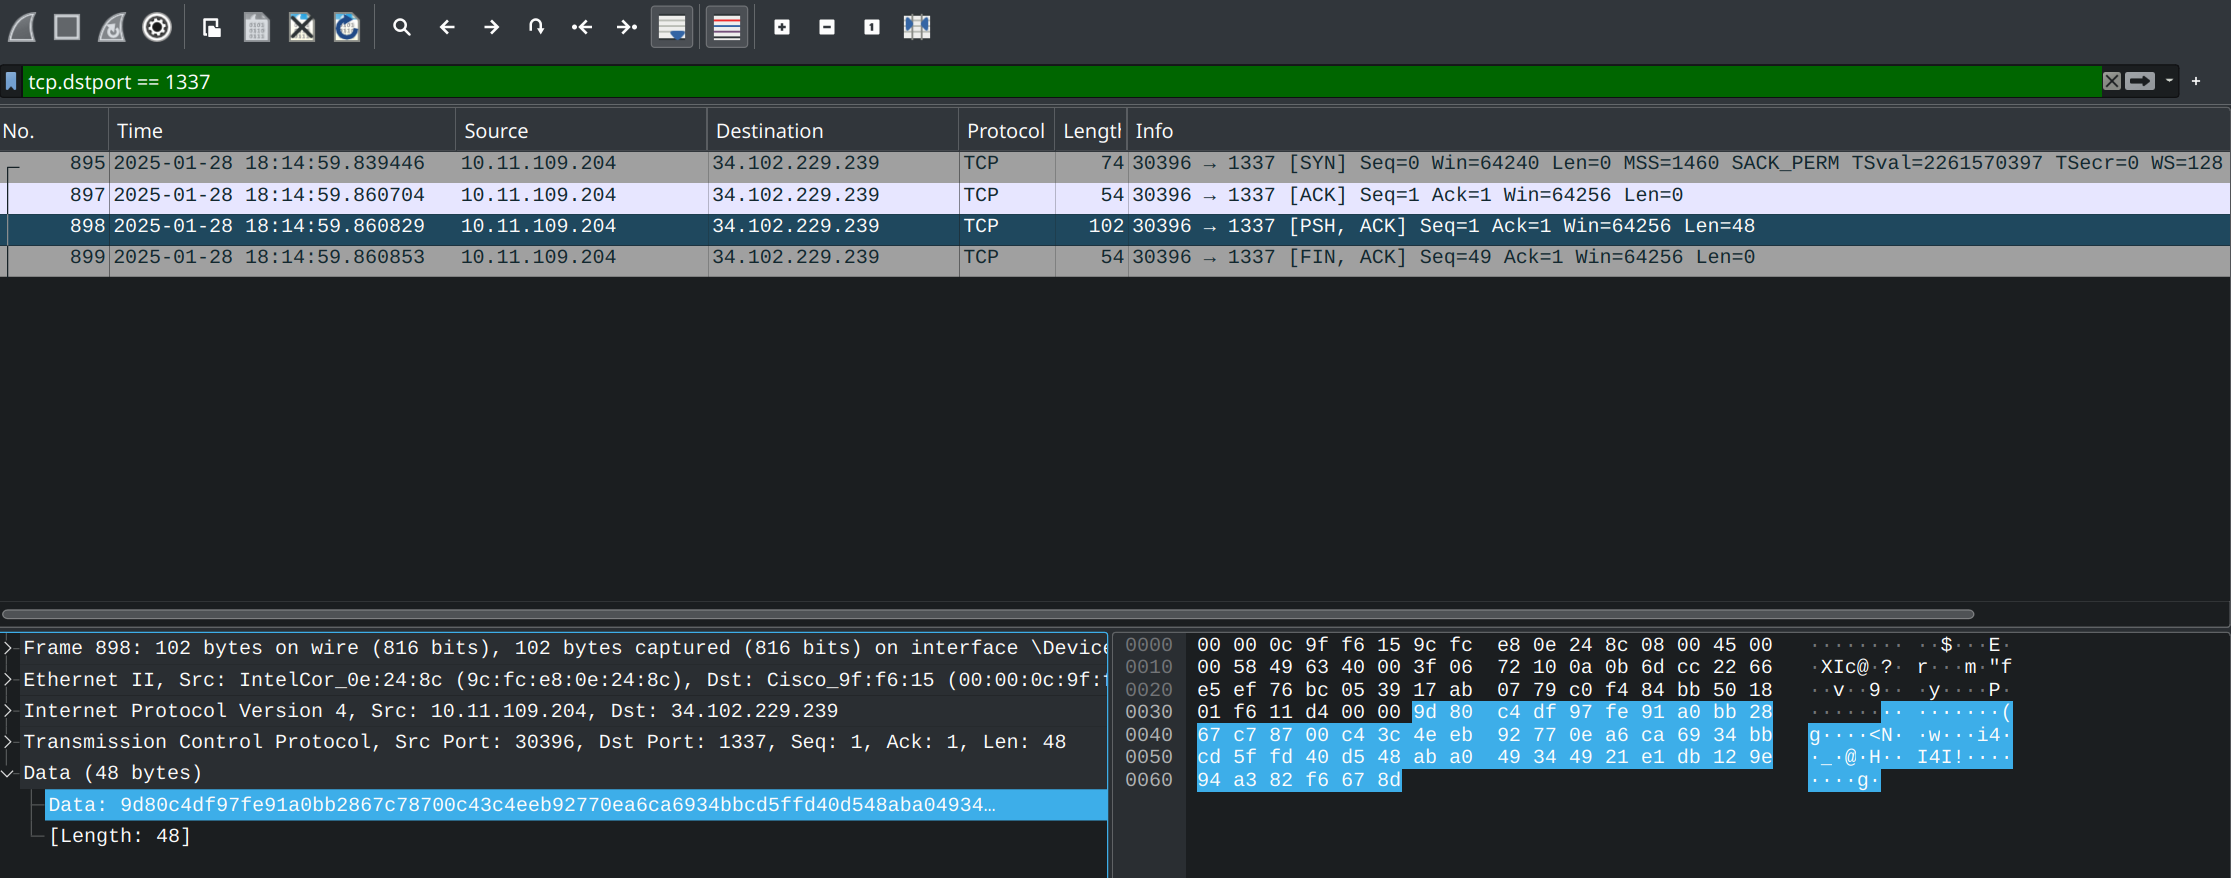 tcp.dstport == 1337
No. Time Source Destination Protocol Length Info
895 2025-01-28 18:14:59.839446 10.11.109.204 34.102.229.239 TCP 74 30396 → 1337 [SYN] Seq=0 Win=64240 Len=0 MSS=1460 SACK_PERM TSval=2261570397 TSecr=0 WS=128
897 2025-01-28 18:14:59.860704 10.11.109.204 34.102.229.239 TCP 54 30396 → 1337 [ACK] Seq=1 Ack=1 Win=64256 Len=0
898 2025-01-28 18:14:59.860829 10.11.109.204 34.102.229.239 TCP 102 30396 → 1337 [PSH, ACK] Seq=1 Ack=1 Win=64256 Len=48
899 2025-01-28 18:14:59.860853 10.11.109.204 34.102.229.239 TCP 54 30396 → 1337 [FIN, ACK] Seq=49 Ack=1 Win=64256 Len=0
Frame 898: 102 bytes on wire (816 bits), 102 bytes captured (816 bits) on interface \Device
Ethernet II, Src: IntelCor_0e:24:8c (9c:fc:e8:0e:24:8c), Dst: Cisco_9f:f6:15 (00:00:0c:9f:f
Internet Protocol Version 4, Src: 10.11.109.204, Dst: 34.102.229.239
Transmission Control Protocol, Src Port: 30396, Dst Port: 1337, Seq: 1, Ack: 1, Len: 48
Data (48 bytes)
Data: 9d80c4df97fe91a0bb2867c78700c43c4eeb92770ea6ca6934bbcd5ffd40d548aba04934…
[Length: 48]
0000 00 00 0c 9f f6 15 9c fc e8 0e 24 8c 08 00 45 00 ········ ··$···E·
0010 00 58 49 63 40 00 3f 06 72 10 0a 0b 6d cc 22 66 ·XIc@·?· r···m·"f
0020 e5 ef 76 bc 05 39 17 ab 07 79 c0 f4 84 bb 50 18 ··v··9·· ·y····P·
0030 01 f6 11 d4 00 00 9d 80 c4 df 97 fe 91 a0 bb 28 ········ ·······(
0040 67 c7 87 00 c4 3c 4e eb 92 77 0e a6 ca 69 34 bb g····<N· ·w···i4·
0050 cd 5f fd 40 d5 48 ab a0 49 34 49 21 e1 db 12 9e ·_·@·H·· I4I!····
0060 94 a3 82 f6 67 8d ····g·